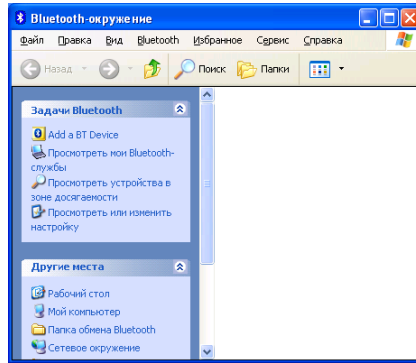 Bluetooth-окружение
Файл Правка Вид Bluetooth Избранное Сервис Справка
Назад Поиск Папки
Задачи Bluetooth
Add a BT Device
Просмотреть мои Bluetooth-
службы
Просмотреть устройства в
зоне досягаемости
Просмотреть или изменить
настройку
Другие места
Рабочий стол
Мой компьютер
Папка обмена Bluetooth
Сетевое окружение